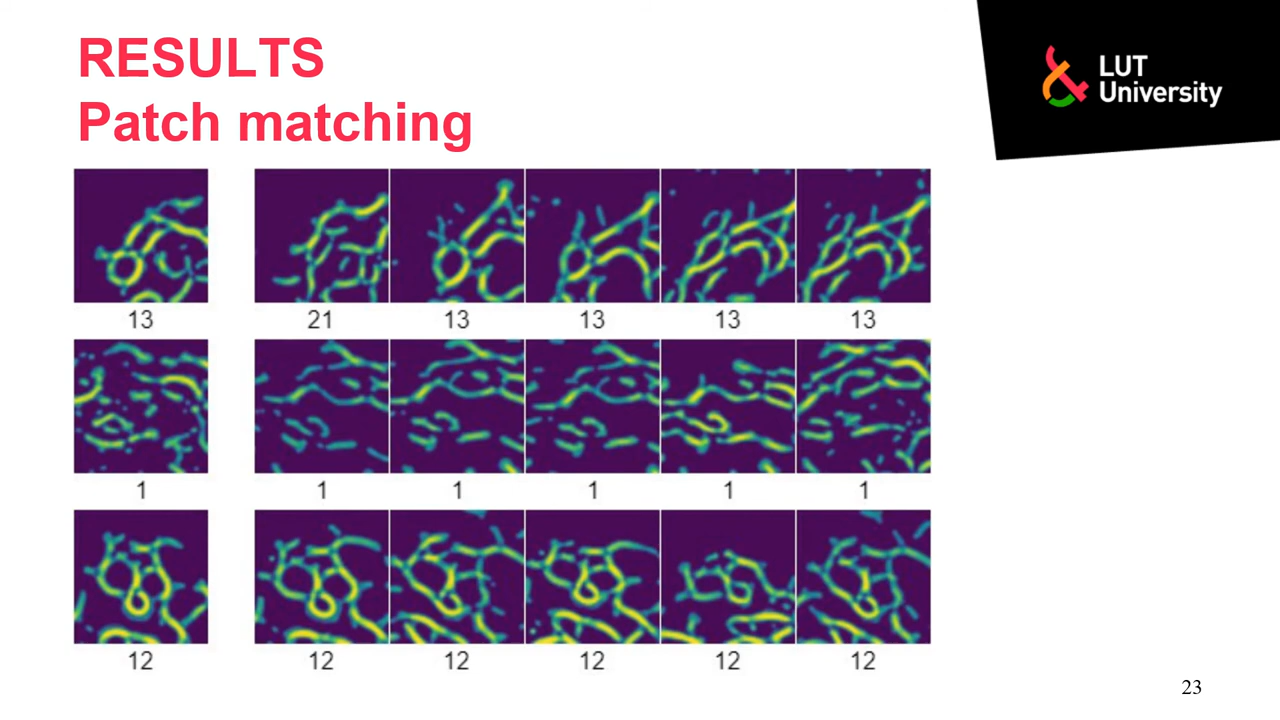 RESULTS
Patch matching
LUT
University
13 21 13 13 13 13
1 1 1 1 1 1
12 12 12 12 12 12
23